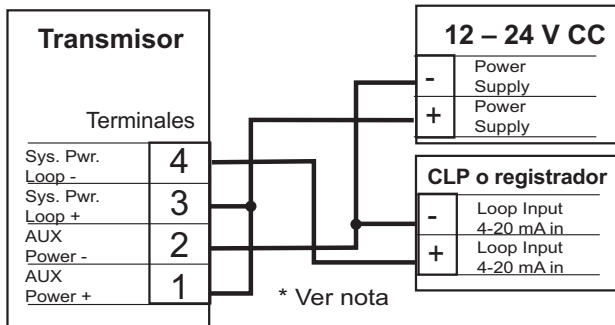 Transmisor
Terminales
Sys. Pwr.
Loop -
4
Sys. Pwr.
Loop +
3
AUX
Power -
2
AUX
Power +
1
* Ver nota
12 – 24 V CC
-
Power
Supply
+
Power
Supply
CLP o registrador
-
Loop Input
4-20 mA in
+
Loop Input
4-20 mA in